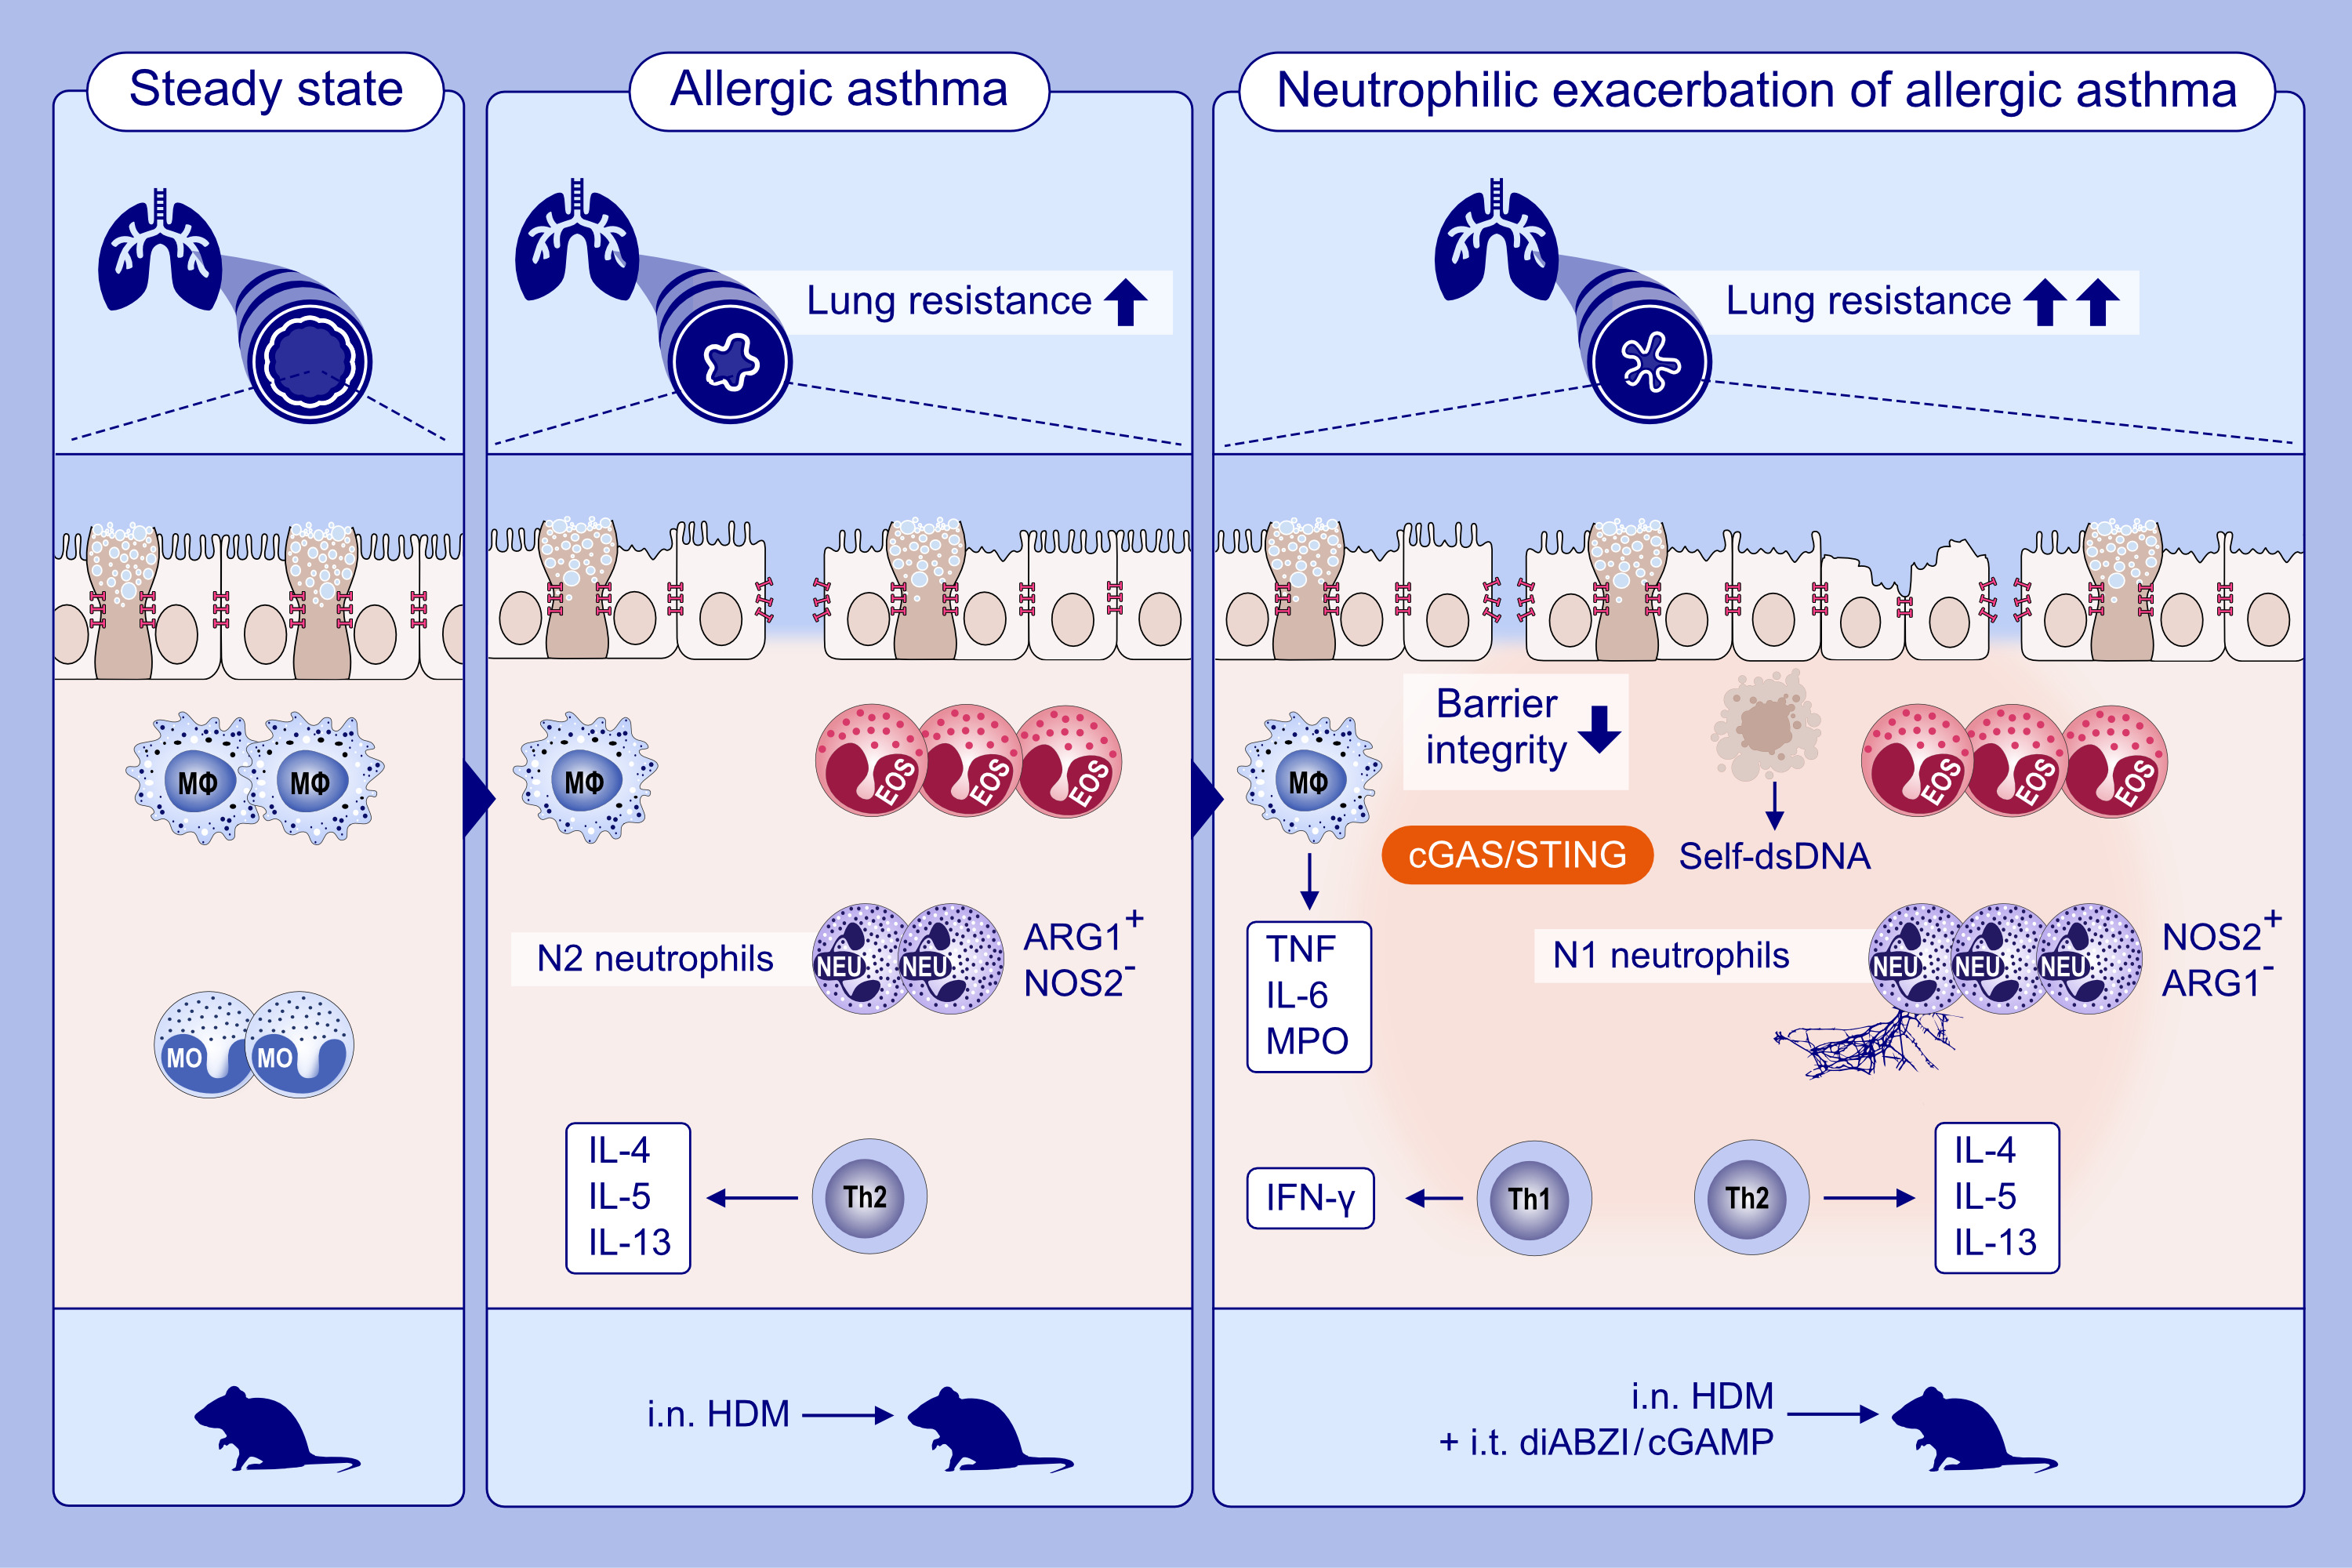 Steady state
MΦ
MΦ
MO
MO
Allergic asthma
Lung resistance
MΦ
EOS
EOS
EOS
N2 neutrophils
NEU
NEU
ARG1⁺
NOS2⁻
IL-4
IL-5
IL-13
Th2
i.n. HDM
Neutrophilic exacerbation of allergic asthma
Lung resistance
MΦ
Barrier
integrity
EOS
EOS
EOS
cGAS/STING
Self-dsDNA
TNF
IL-6
MPO
N1 neutrophils
NEU
NEU
NEU
NOS2⁺
ARG1⁻
IFN-γ
Th1
Th2
IL-4
IL-5
IL-13
i.n. HDM
+ i.t. diABZI/cGAMP